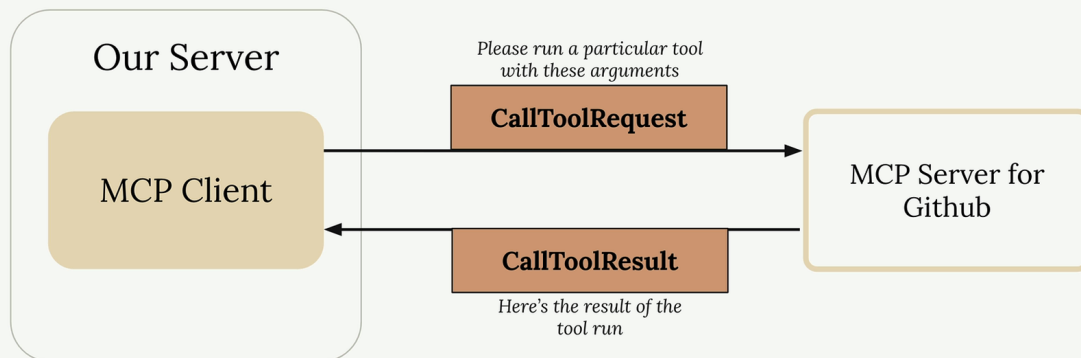 Our Server
MCP Client
Please run a particular tool
with these arguments
CallToolRequest
CallToolResult
Here’s the result of the
tool run
MCP Server for
Github